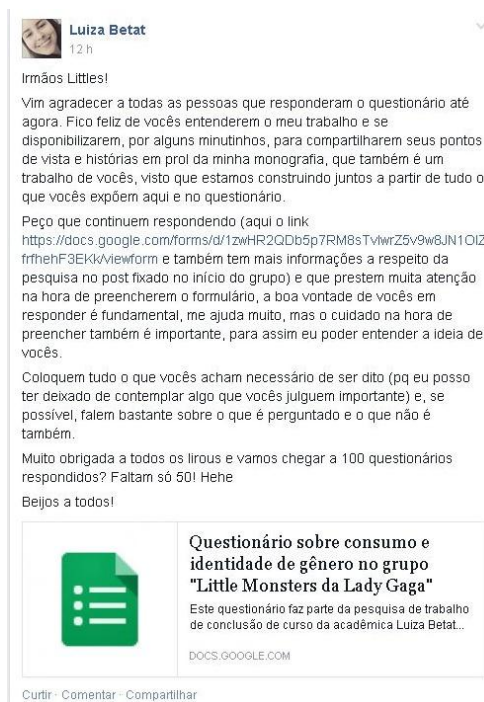 Luiza Betat
12 h
Irmãos Littles!
Vim agradecer a todas as pessoas que responderam o questionário até
agora. Fico feliz de vocês entenderem o meu trabalho e se
disponibilizarem, por alguns minutinhos, para compartilharem seus pontos
de vista e histórias em prol da minha monografia, que também é um
trabalho de vocês, visto que estamos construindo juntos a partir de tudo o
que vocês expõem aqui e no questionário.
Peço que continuem respondendo (aqui o link
https://docs.google.com/forms/d/1zwHR2QDb5p7RM8sTvlwrZ5v9w8JN1OlZ
frfhehF3EKk/viewform e também tem mais informações a respeito da
pesquisa no post fixado no início do grupo) e que prestem muita atenção
na hora de preencherem o formulário, a boa vontade de vocês em
responder é fundamental, me ajuda muito, mas o cuidado na hora de
preencher também é importante, para assim eu poder entender a ideia de
vocês.
Coloquem tudo o que vocês acham necessário de ser dito (pq eu posso
ter deixado de contemplar algo que vocês julguem importante) e, se
possível, falem bastante sobre o que é perguntado e o que não é
também.
Muito obrigada a todos os lirous e vamos chegar a 100 questionários
respondidos? Faltam só 50! Hehe
Beijos a todos!
Questionário sobre consumo e
identidade de gênero no grupo
"Little Monsters da Lady Gaga"
Este questionário faz parte da pesquisa de trabalho
de conclusão de curso da acadêmica Luiza Betat...
DOCS.GOOGLE.COM
Curtir · Comentar · Compartilhar